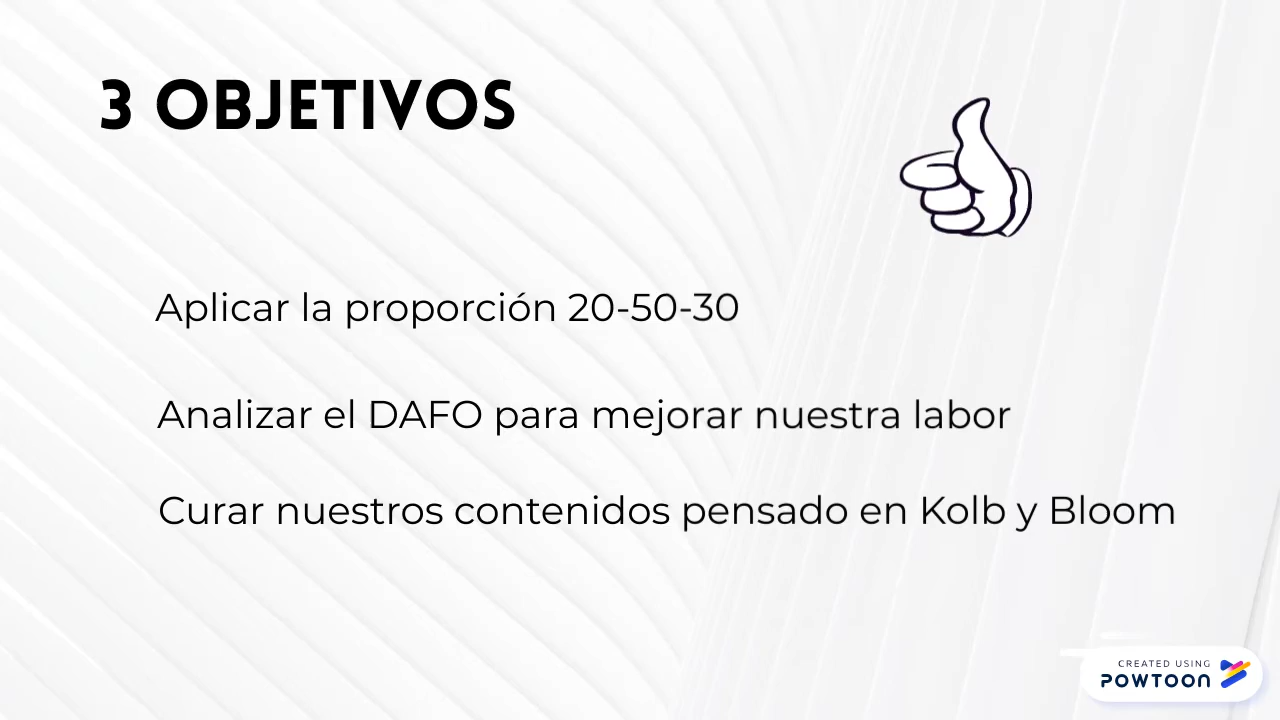 3 OBJETIVOS
Aplicar la proporción 20-50-30
Analizar el DAFO para mejorar nuestra labor
Curar nuestros contenidos pensado en Kolb y Bloom
CREATED USING
POWTOON